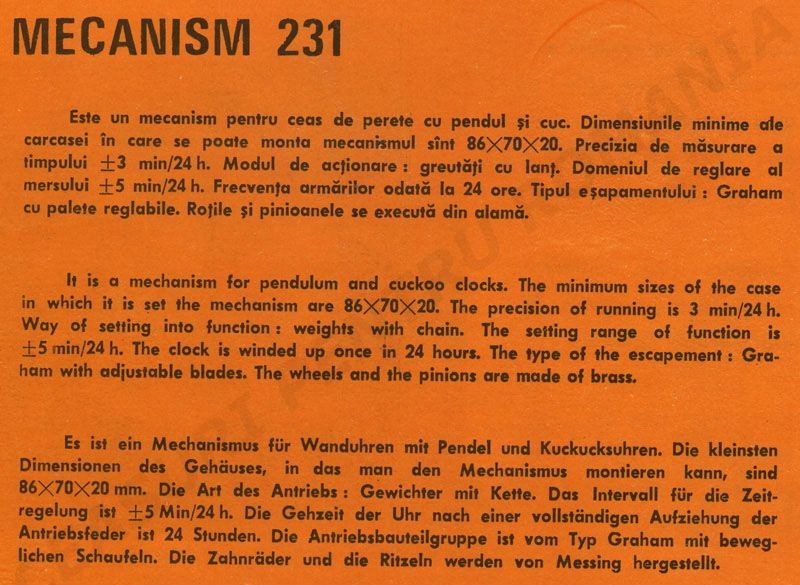 MECANISM 231
Este un mecanism pentru ceas de perete cu pendul și cuc. Dimensiunile minime ale
carcasei în care se poate monta mecanismul sînt 86×70×20. Precizia de măsurare a
timpului ±3 min/24 h. Modul de acționare : greutăți cu lanț. Domeniul de reglare al
mersului ±5 min/24 h. Frecvența armărilor odată la 24 ore. Tipul eșapamentului : Graham
cu palete reglabile. Roțile și pinioanele se execută din alamă.
It is a mechanism for pendulum and cuckoo clocks. The minimum sizes of the case
in which it is set the mechanism are 86×70×20. The precision of running is 3 min/24 h.
Way of setting into function : weights with chain. The setting range of function is
±5 min/24 h. The clock is winded up once in 24 hours. The type of the escapement : Gra-
ham with adjustable blades. The wheels and the pinions are made of brass.
Es ist ein Mechanismus für Wanduhren mit Pendel und Kuckucksuhren. Die kleinsten
Dimensionen des Gehäuses, in das man den Mechanismus montieren kann, sind
86×70×20 mm. Die Art des Antriebs : Gewichter mit Kette. Das Intervall für die Zeit-
regelung ist ±5 Min/24 h. Die Gehzeit der Uhr nach einer vollständigen Aufziehung der
Antriebsfeder ist 24 Stunden. Die Antriebsbauteilgruppe ist vom Typ Graham mit beweg-
lichen Schaufeln. Die Zahnräder und die Ritzeln werden von Messing hergestellt.